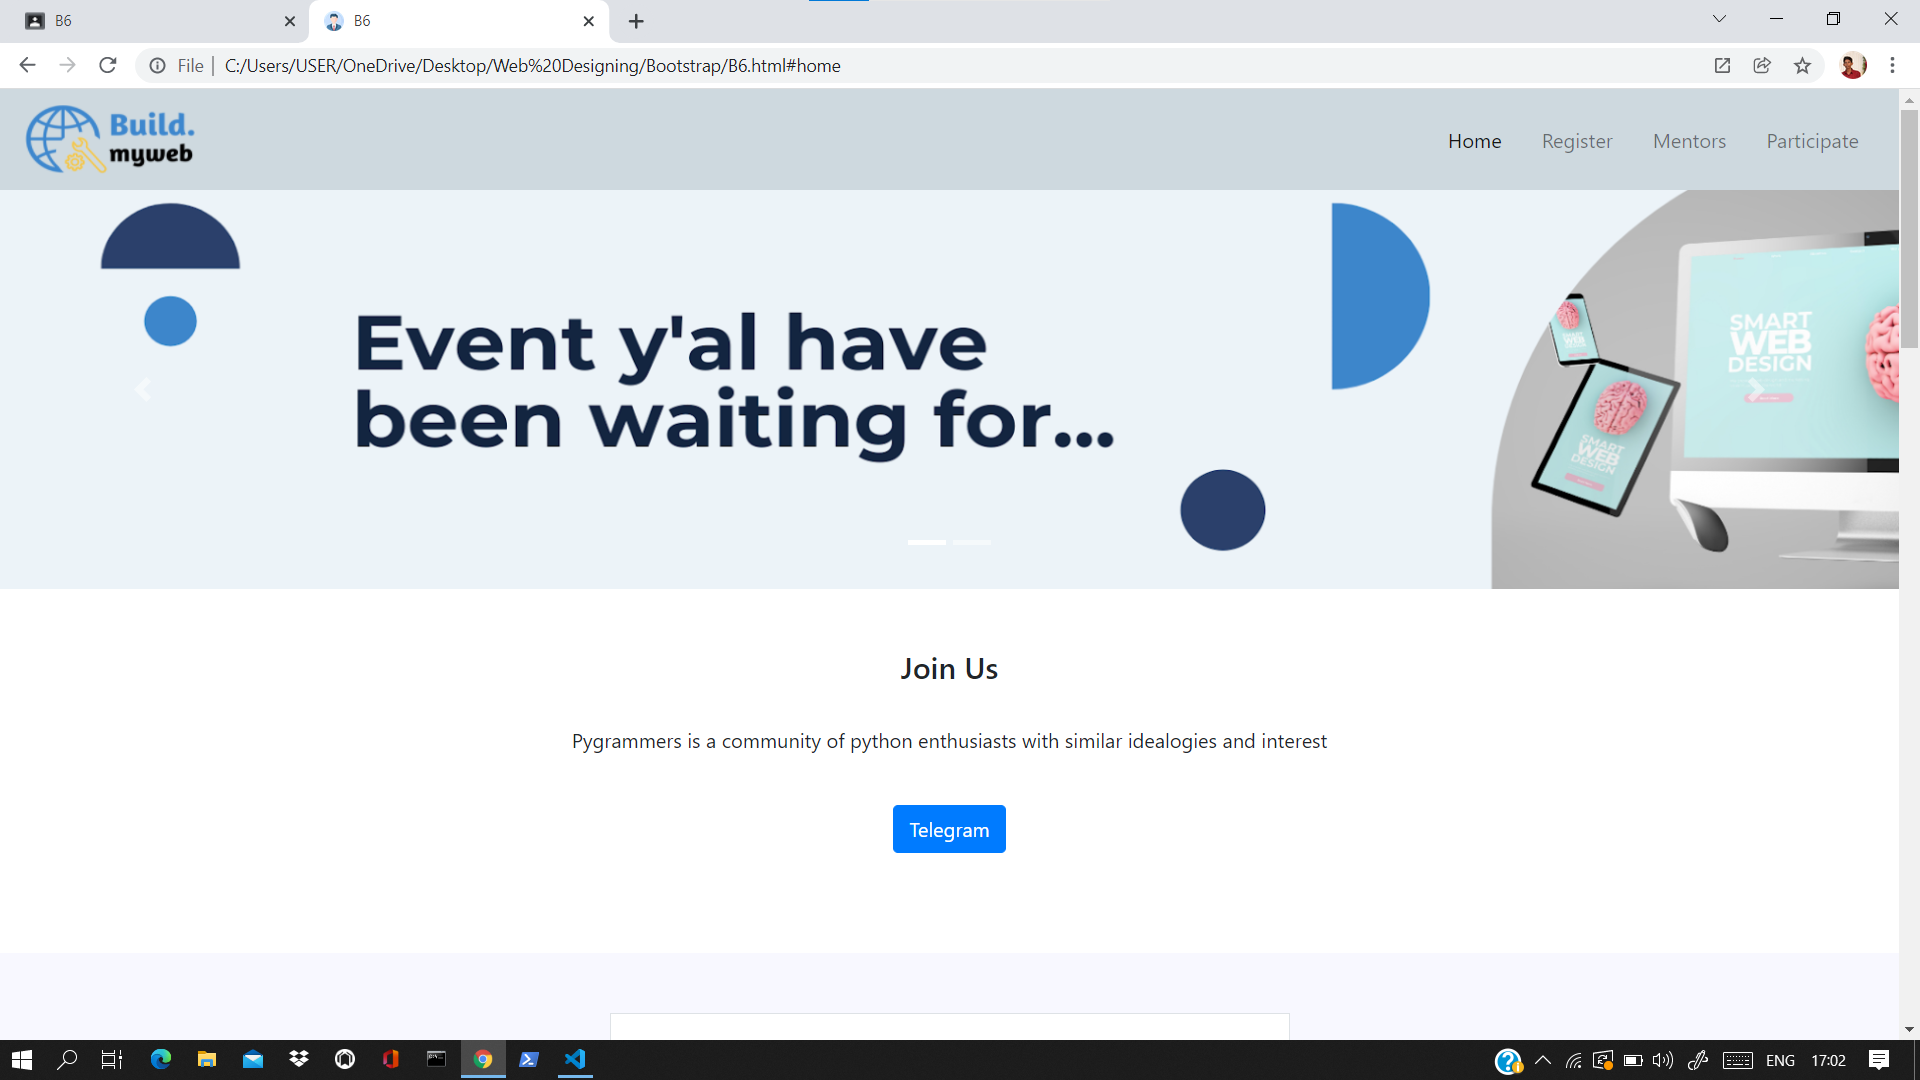 B6
B6
File
C:/Users/USER/OneDrive/Desktop/Web%20Designing/Bootstrap/B6.html#home
Build.
myweb
Home Register Mentors Participate
Event y'al have
been waiting for...
SMART
WEB
DESIGN
SMART
WEB
DESIGN
Join Us
Pygrammers is a community of python enthusiasts with similar idealogies and interest
Telegram
ENG 17:02